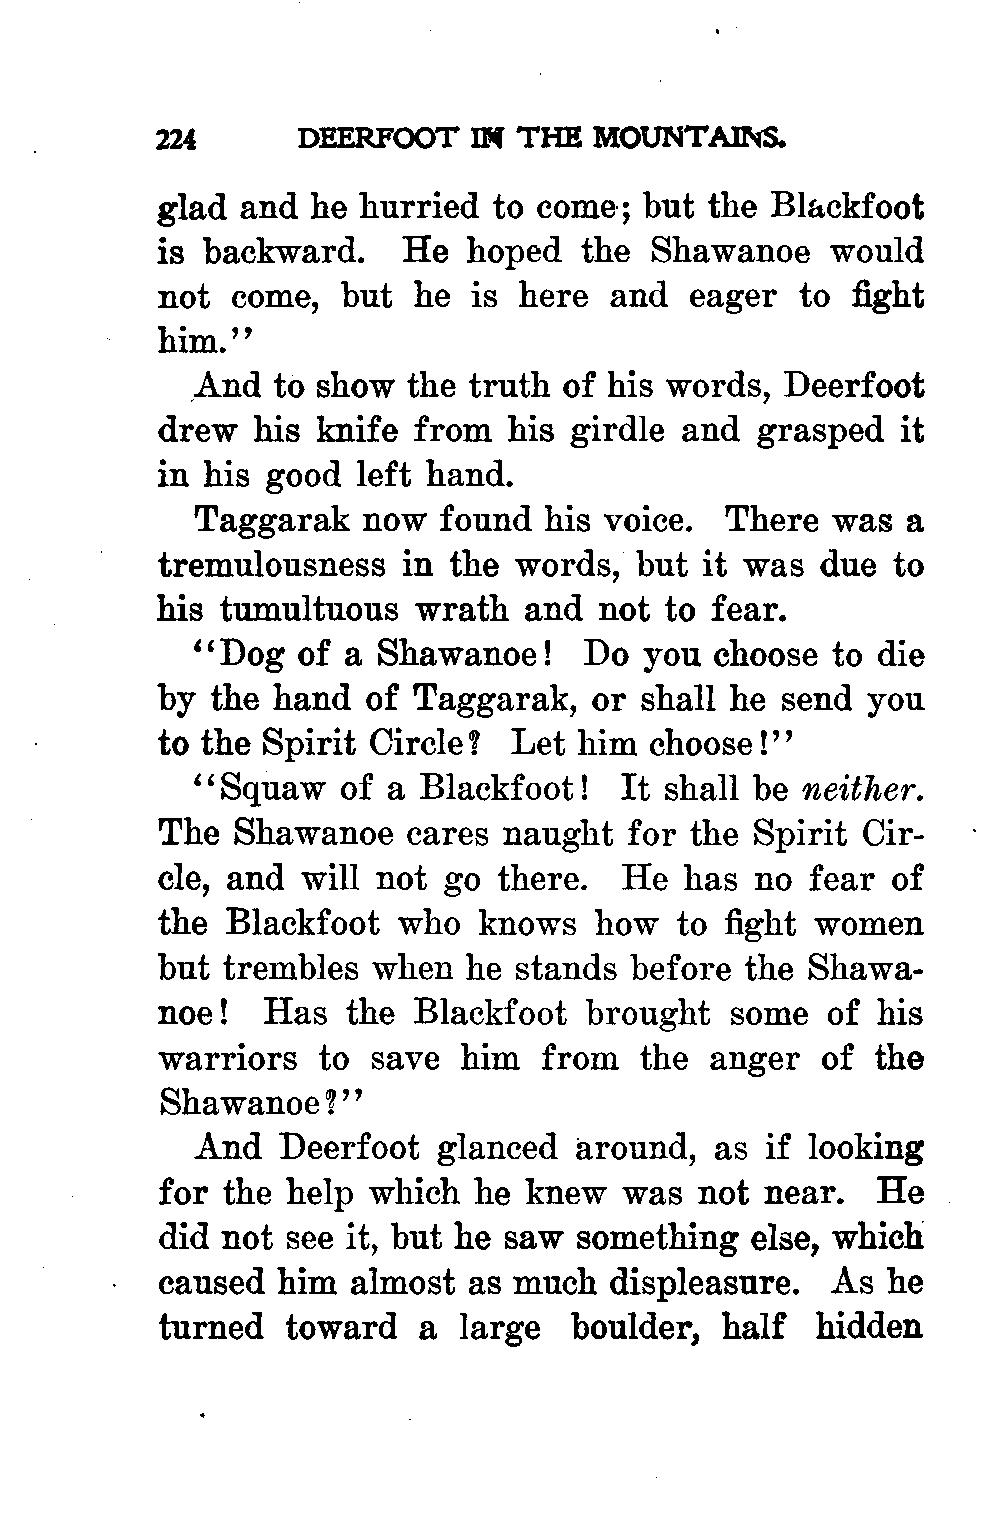 224 DEERFOOT IN THE MOUNTAINS.
glad and he hurried to come; but the Blackfoot
is backward. He hoped the Shawanoe would
not come, but he is here and eager to fight
him.’’
And to show the truth of his words, Deerfoot
drew his knife from his girdle and grasped it
in his good left hand.
Taggarak now found his voice. There was a
tremulousness in the words, but it was due to
his tumultuous wrath and not to fear.
‘‘Dog of a Shawanoe! Do you choose to die
by the hand of Taggarak, or shall he send you
to the Spirit Circle? Let him choose!’’
‘‘Squaw of a Blackfoot! It shall be neither.
The Shawanoe cares naught for the Spirit Cir-
cle, and will not go there. He has no fear of
the Blackfoot who knows how to fight women
but trembles when he stands before the Shawa-
noe! Has the Blackfoot brought some of his
warriors to save him from the anger of the
Shawanoe?’’
And Deerfoot glanced around, as if looking
for the help which he knew was not near. He
did not see it, but he saw something else, which
caused him almost as much displeasure. As he
turned toward a large boulder, half hidden